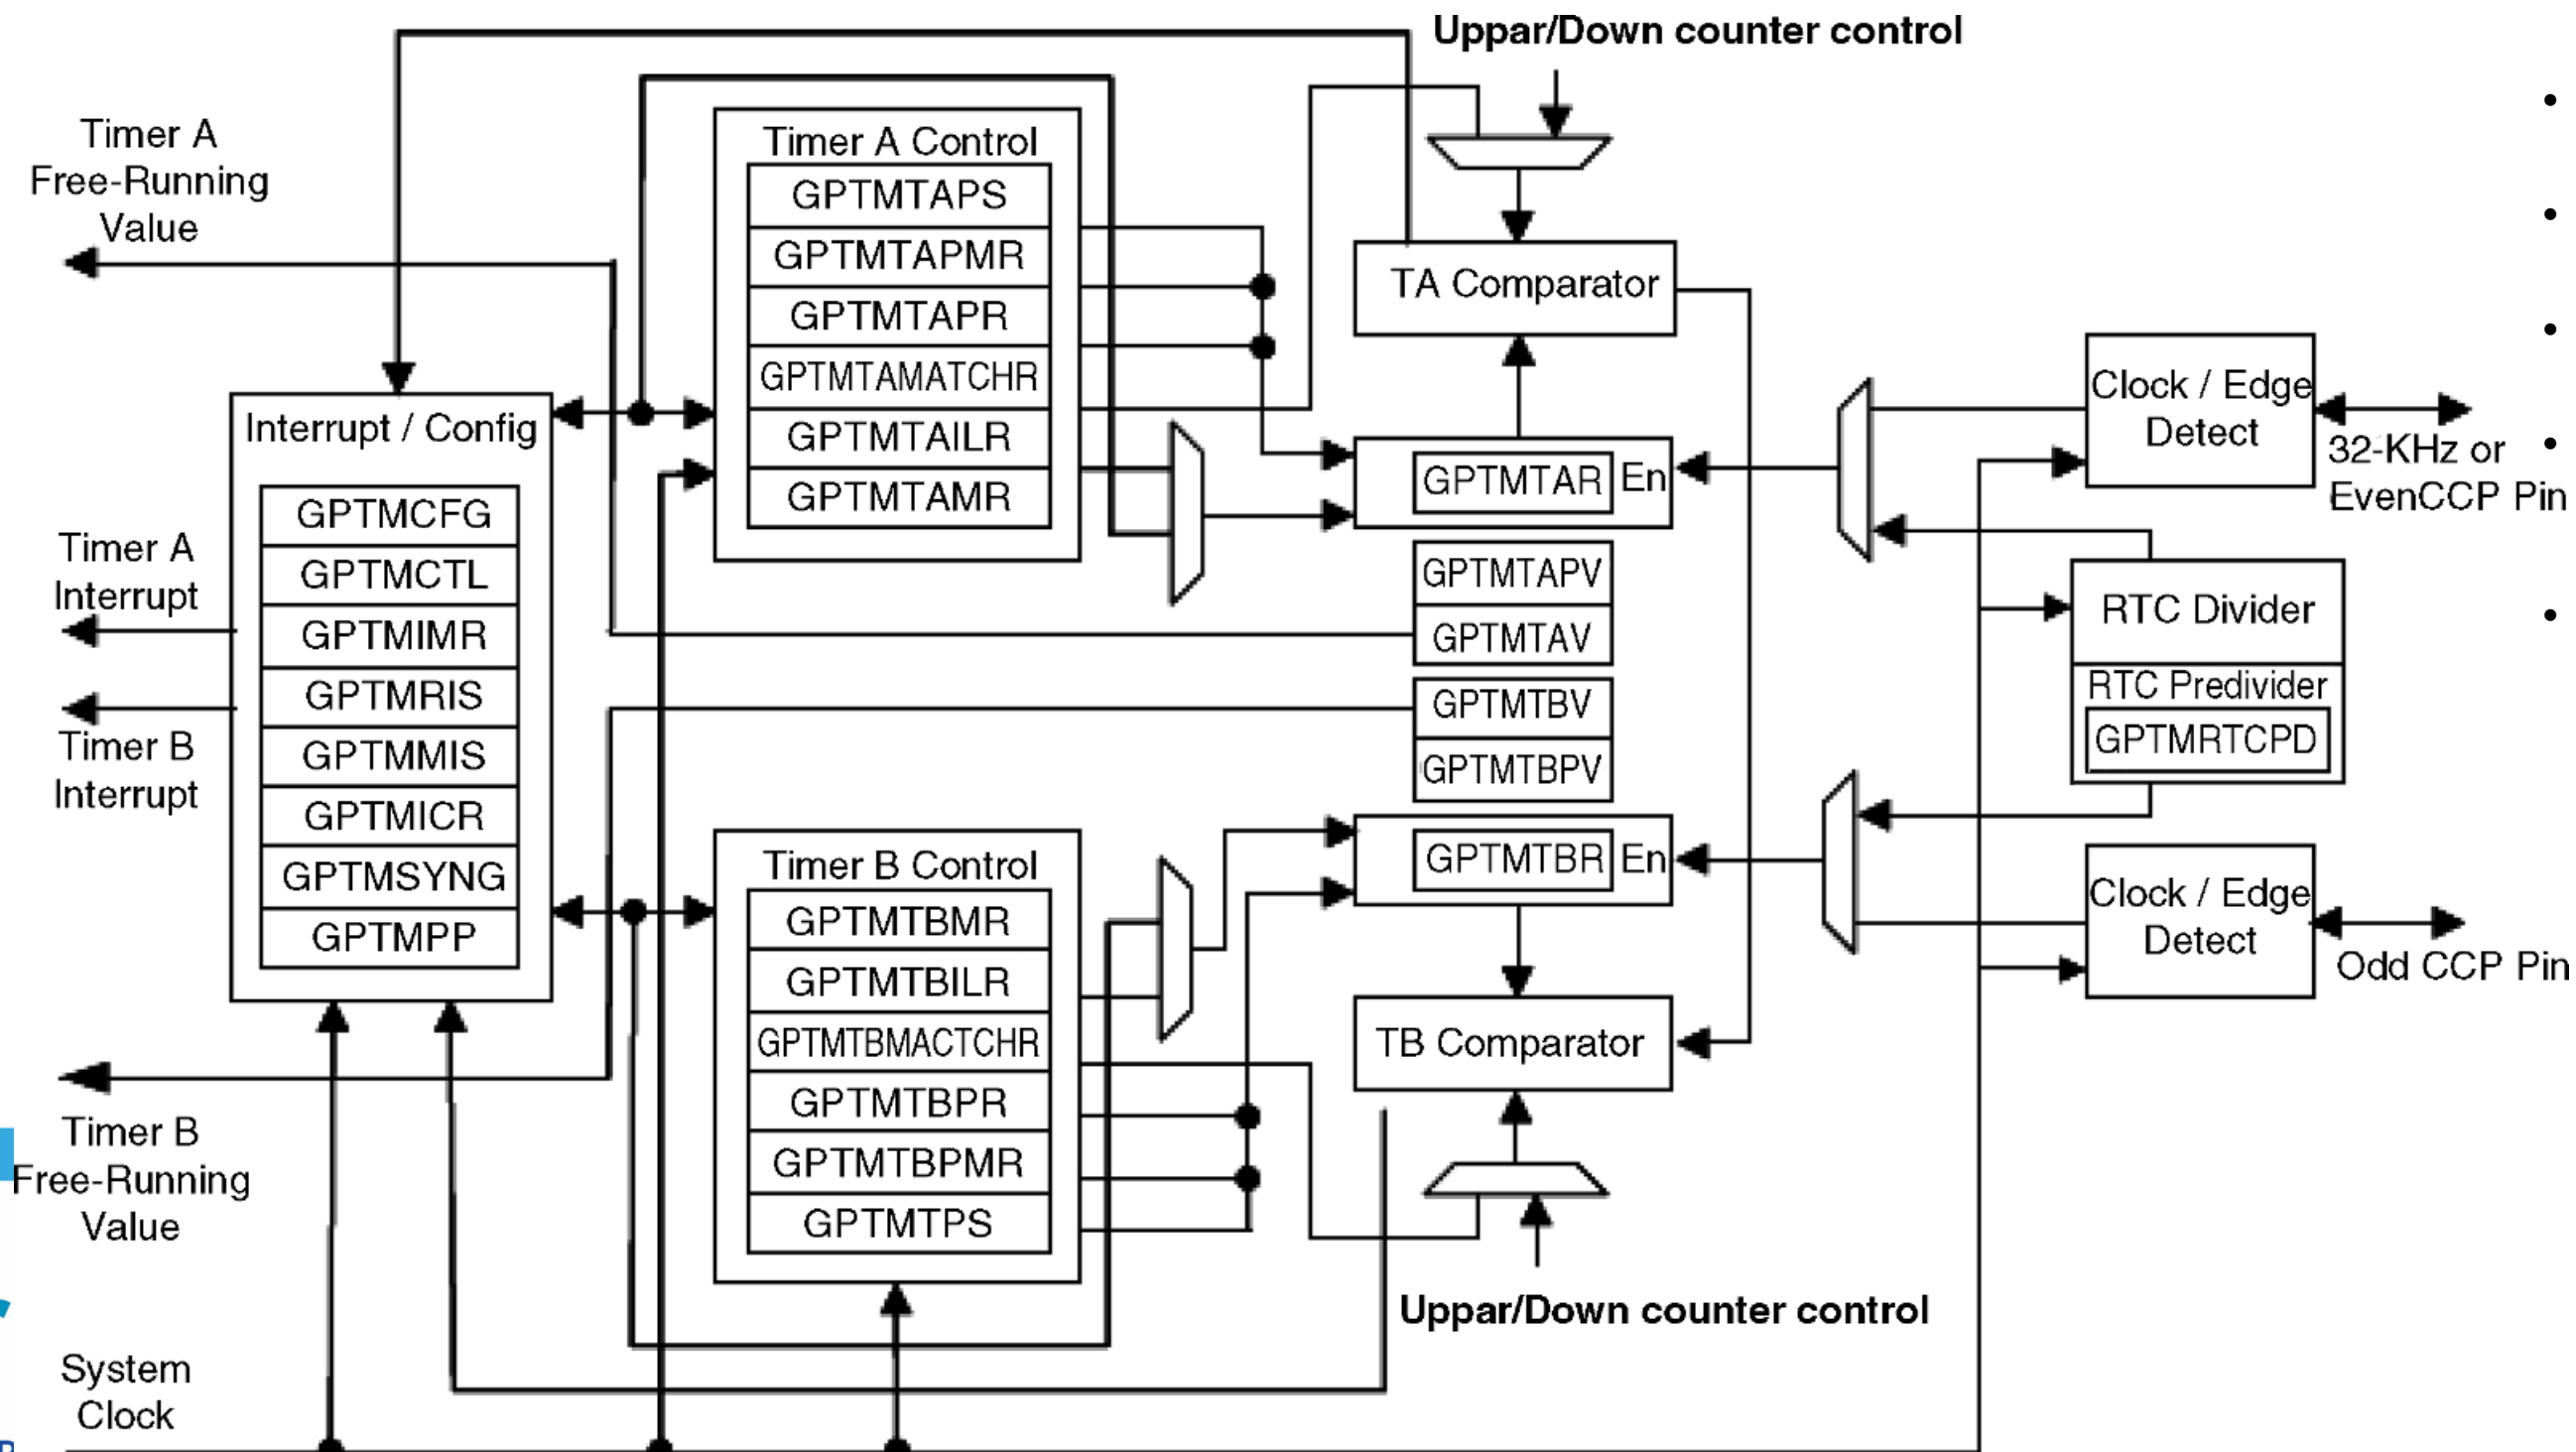 Uppar/Down counter control
Timer A
Free-Running
Value
Timer A Control
GPTMTAPS
GPTMTAPMR
GPTMTAPR
GPTMTAMATCHR
GPTMTAILR
GPTMTAMR
TA Comparator
Clock / Edge
Detect
32-KHz or
EvenCCP Pin
Interrupt / Config
GPTMCFG
GPTMCTL
GPTMIMR
GPTMRIS
GPTMMIS
GPTMICR
GPTMSYNG
GPTMPP
GPTMTAR En
Timer A
Interrupt
Timer B
Interrupt
GPTMTAPV
GPTMTAV
GPTMTBV
GPTMTBPV
RTC Divider
RTC Predivider
GPTMRTCPD
Timer B Control
GPTMTBMR
GPTMTBILR
GPTMTBMACTCHR
GPTMTBPR
GPTMTBPMR
GPTMTPS
GPTMTBR En
Clock / Edge
Detect
Odd CCP Pin
TB Comparator
Timer B
Free-Running
Value
Uppar/Down counter control
System
Clock